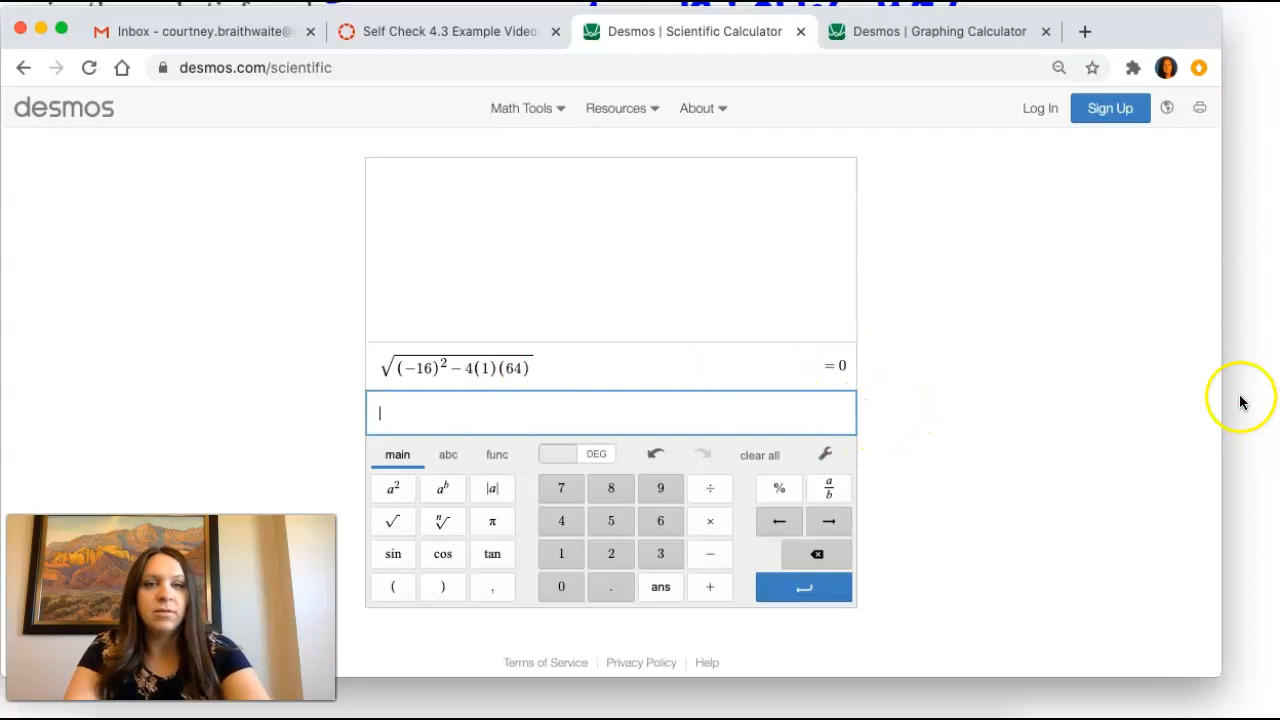 Inbox - courtney.braithwaite@
Self Check 4.3 Example Video
Desmos | Scientific Calculator
Desmos | Graphing Calculator
desmos.com/scientific
desmos
Math Tools
Resources
About
Log In
Sign Up
√(−16)² − 4(1)(64)
= 0
main
abc
func
DEG
clear all
a² aᵇ |a| 7 8 9 ÷ % a/b
√ ⁿ√ π 4 5 6 × ← →
sin cos tan 1 2 3 −
( ) , 0 . ans +
Terms of Service | Privacy Policy | Help